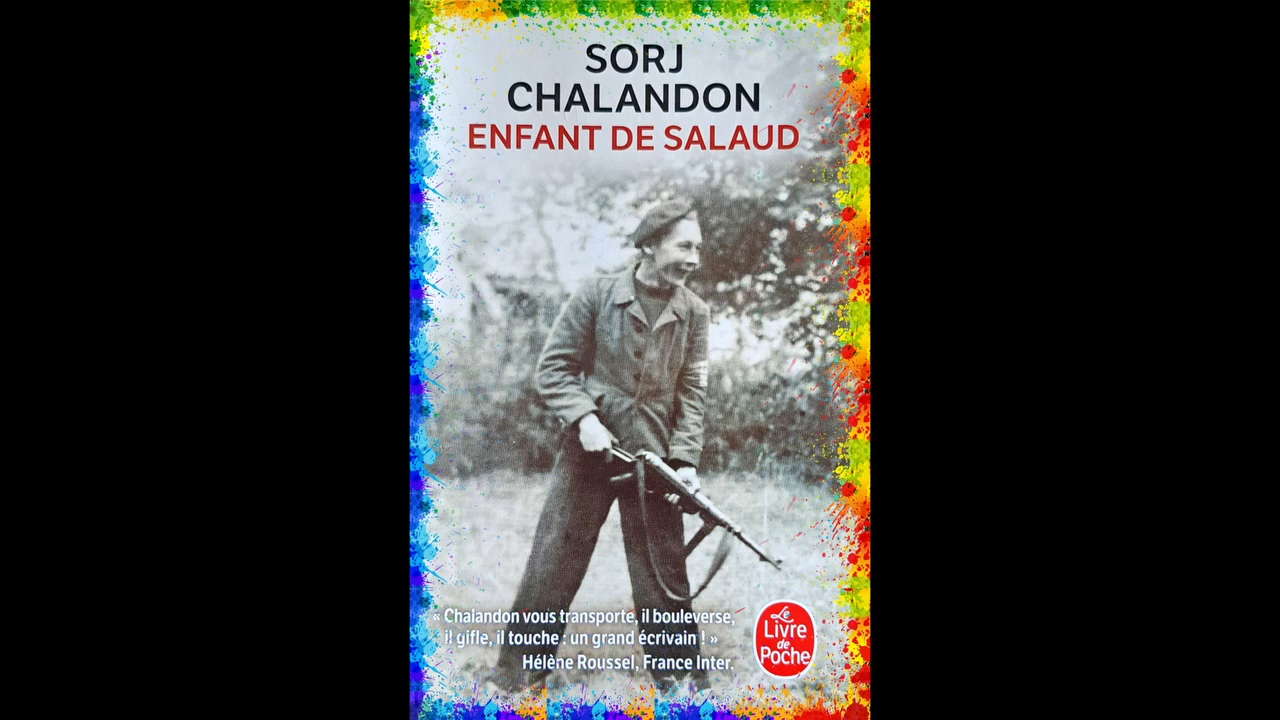 SORJ
CHALANDON
ENFANT DE SALAUD
« Chalandon vous transporte, il bouleverse,
il gifle, il touche : un grand écrivain ! »
Hélène Roussel, France Inter.
Le
Livre
de
Poche